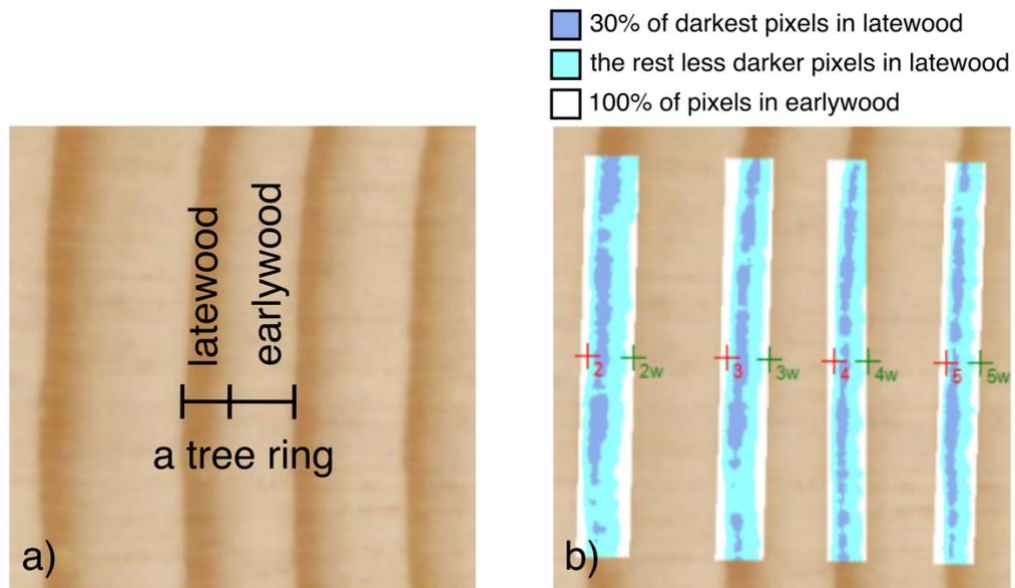 30% of darkest pixels in latewood
the rest less darker pixels in latewood
100% of pixels in earlywood
latewood
earlywood
a tree ring
a)
2
2w
3
3w
4
4w
5
5w
b)